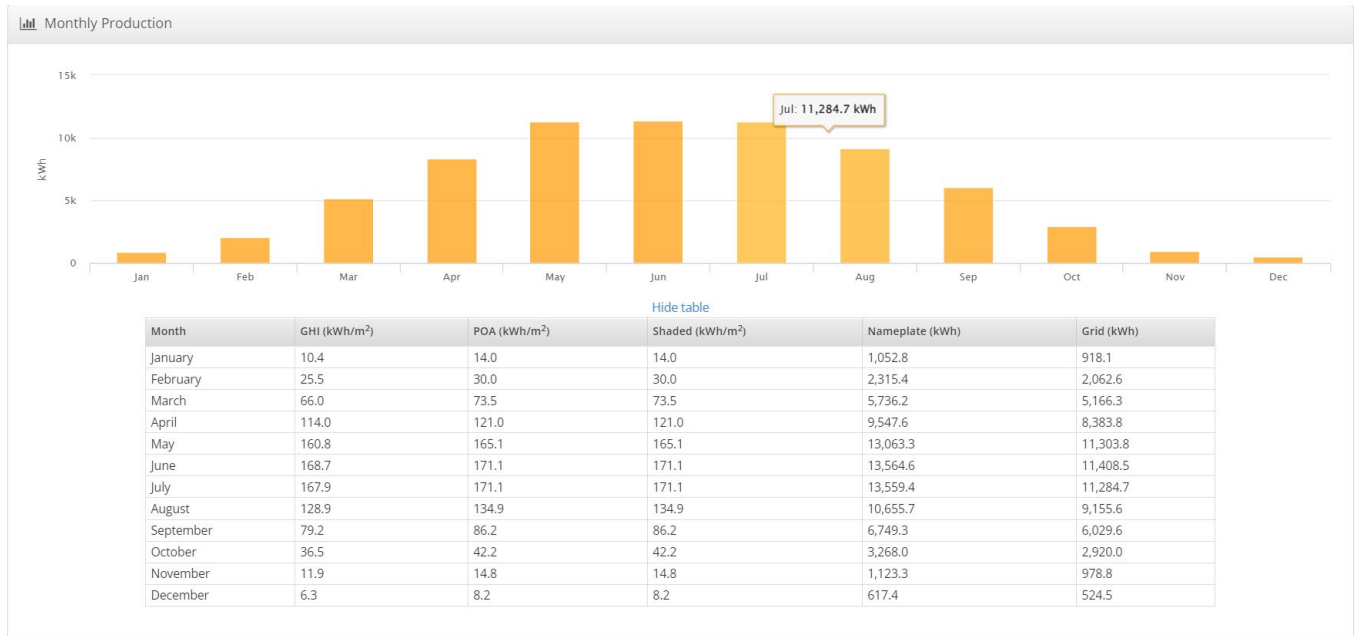 Monthly Production
15k
Jul: 11,284.7 kWh
10k
kWh
5k
0
Jan Feb Mar Apr May Jun Jul Aug Sep Oct Nov Dec
Hide table
Month GHI (kWh/m²) POA (kWh/m²) Shaded (kWh/m²) Nameplate (kWh) Grid (kWh)
January 10.4 14.0 14.0 1,052.8 918.1
February 25.5 30.0 30.0 2,315.4 2,062.6
March 66.0 73.5 73.5 5,736.2 5,166.3
April 114.0 121.0 121.0 9,547.6 8,383.8
May 160.8 165.1 165.1 13,063.3 11,303.8
June 168.7 171.1 171.1 13,564.6 11,408.5
July 167.9 171.1 171.1 13,559.4 11,284.7
August 128.9 134.9 134.9 10,655.7 9,155.6
September 79.2 86.2 86.2 6,749.3 6,029.6
October 36.5 42.2 42.2 3,268.0 2,920.0
November 11.9 14.8 14.8 1,123.3 978.8
December 6.3 8.2 8.2 617.4 524.5